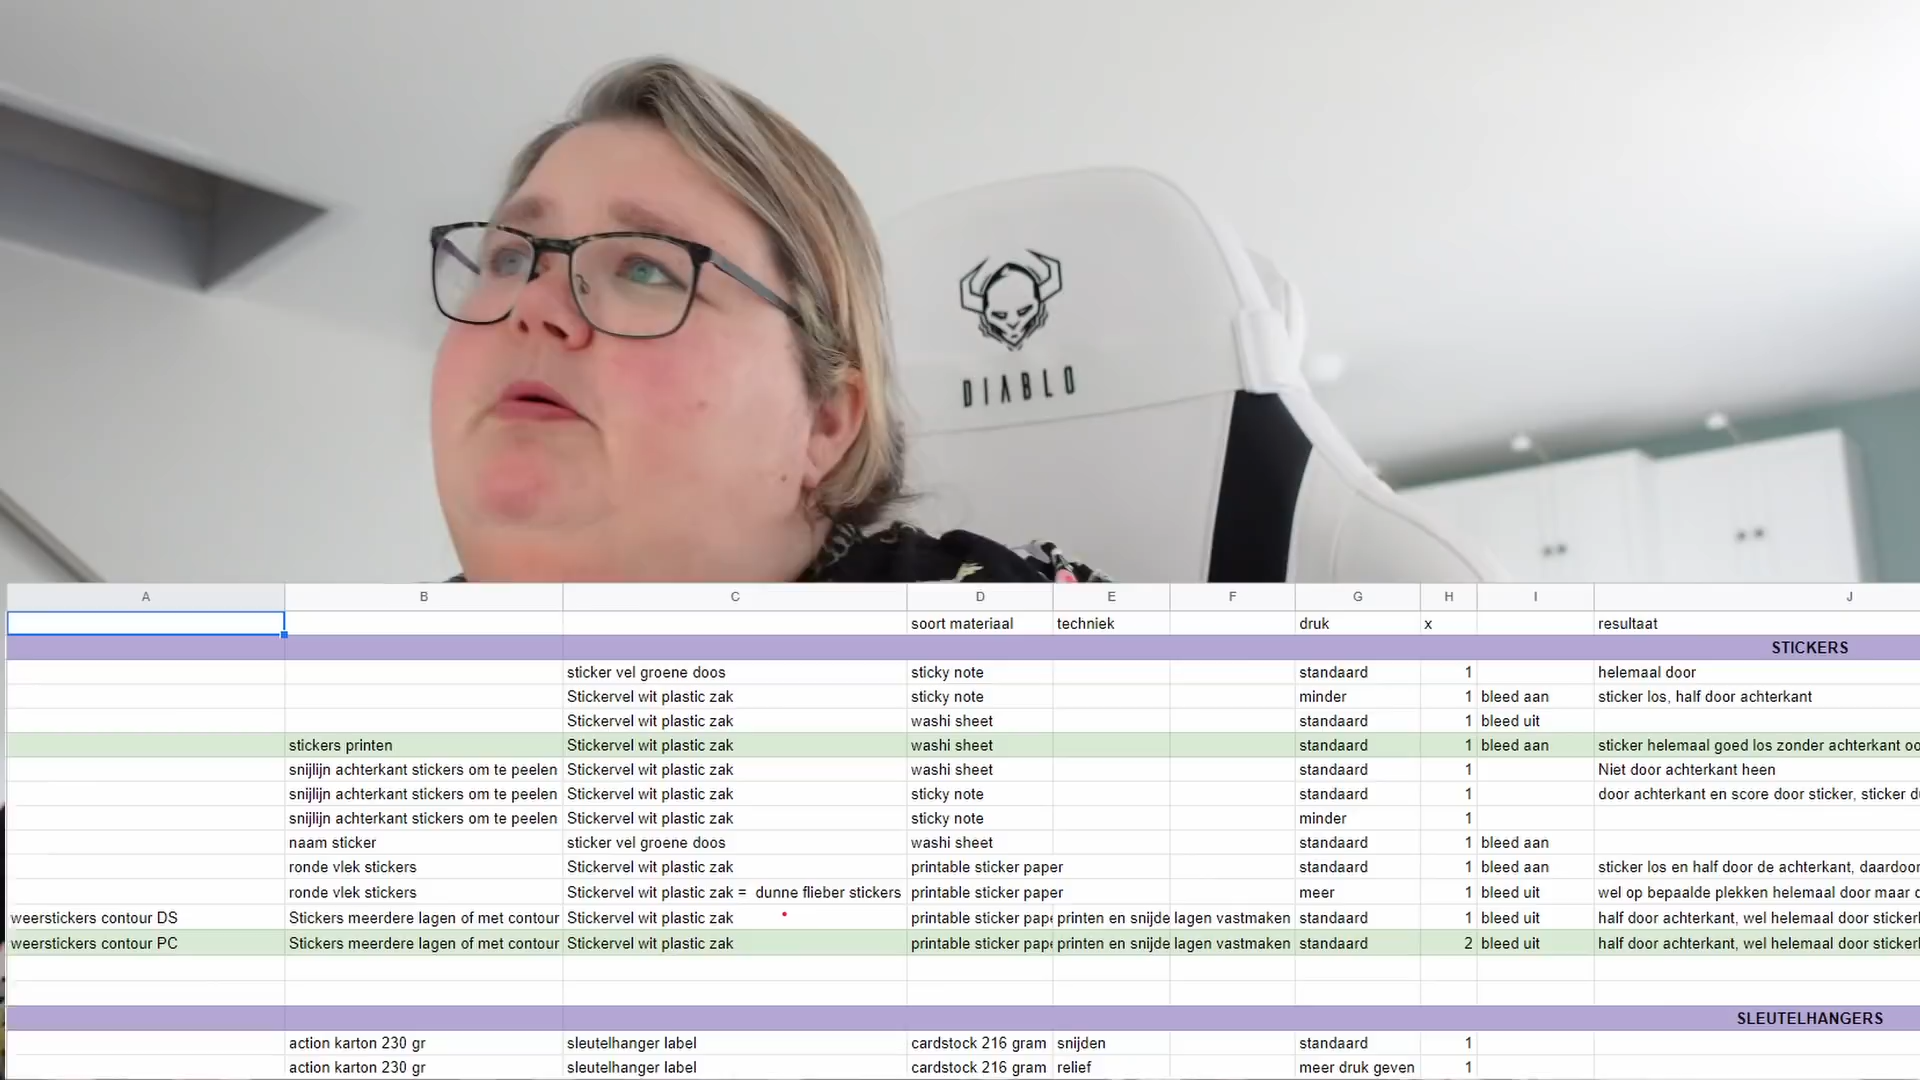 DIABLO
A B C D E F G H I J
soort materiaal techniek druk x resultaat
STICKERS
sticker vel groene doos sticky note standaard 1 helemaal door
Stickervel wit plastic zak sticky note minder 1 bleed aan sticker los, half door achterkant
Stickervel wit plastic zak washi sheet standaard 1 bleed uit
stickers printen Stickervel wit plastic zak washi sheet standaard 1 bleed aan sticker helemaal goed los zonder achterkant
snijlijn achterkant stickers om te peelen Stickervel wit plastic zak washi sheet standaard 1 Niet door achterkant heen
snijlijn achterkant stickers om te peelen Stickervel wit plastic zak sticky note standaard 1 door achterkant en score door sticker, sticker
snijlijn achterkant stickers om te peelen Stickervel wit plastic zak sticky note minder 1
naam sticker sticker vel groene doos washi sheet standaard 1 bleed aan
ronde vlek stickers Stickervel wit plastic zak printable sticker paper standaard 1 bleed aan sticker los en half door de achterkant,
ronde vlek stickers Stickervel wit plastic zak = dunne flieber stickers printable sticker paper meer 1 bleed uit wel op bepaalde plekken helemaal door maar
weerstickers contour DS Stickers meerdere lagen of met contour Stickervel wit plastic zak printable sticker pape printen en snijde lagen vastmaken standaard 1 bleed uit half door achterkant, wel helemaal door
weerstickers contour PC Stickers meerdere lagen of met contour Stickervel wit plastic zak printable sticker pape printen en snijde lagen vastmaken standaard 2 bleed uit half door achterkant, wel helemaal door
SLEUTELHANGERS
action karton 230 gr sleutelhanger label cardstock 216 gram snijden standaard 1
action karton 230 gr sleutelhanger label cardstock 216 gram relief meer druk geven 1